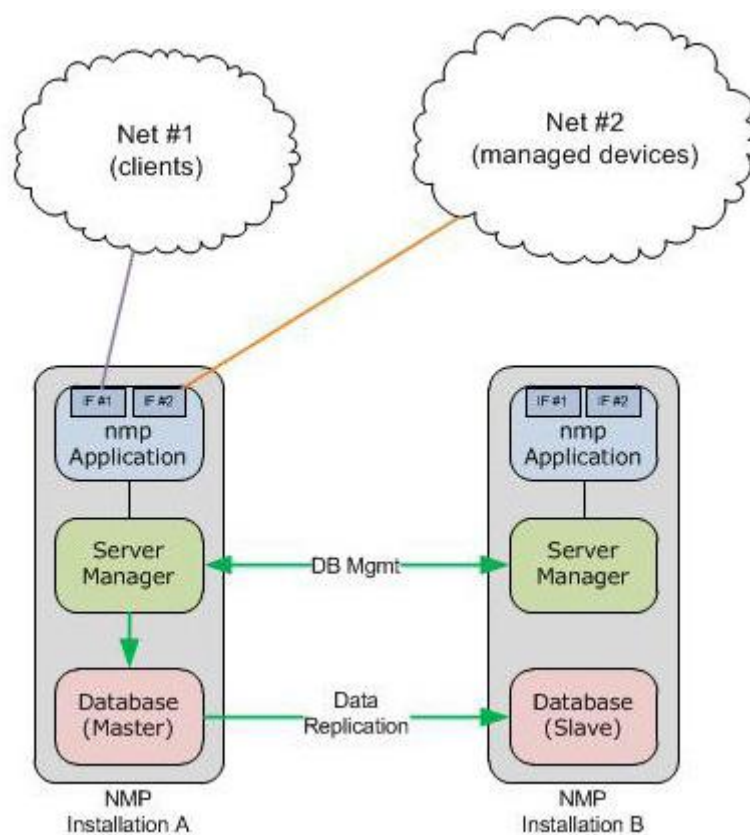 Net #1
(clients)
Net #2
(managed devices)
IF #1
IF #2
nmp
Application
IF #1
IF #2
nmp
Application
Server
Manager
DB Mgmt
Server
Manager
Database
(Master)
Data
Replication
Database
(Slave)
NMP
Installation A
NMP
Installation B